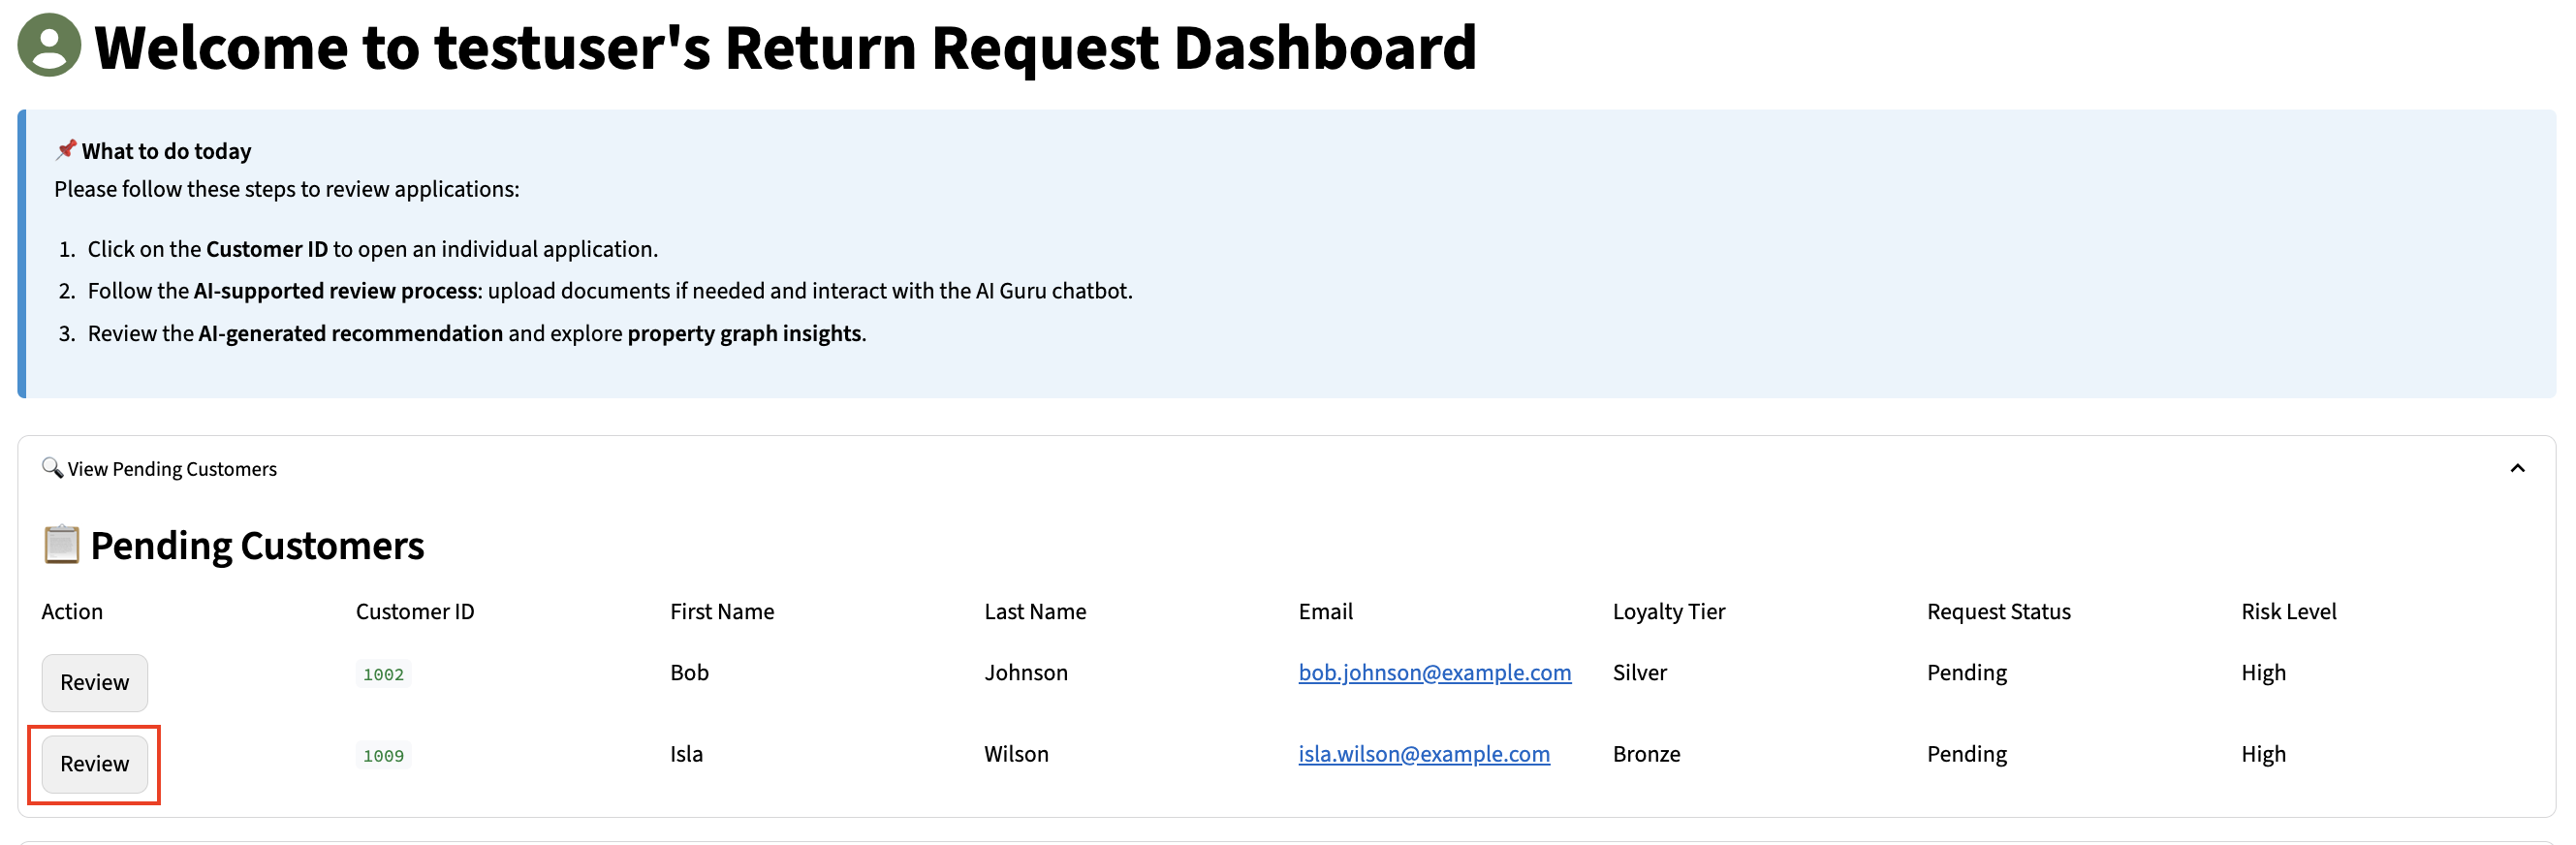 Welcome to testuser's Return Request Dashboard
📌 What to do today
Please follow these steps to review applications:
1. Click on the Customer ID to open an individual application.
2. Follow the AI-supported review process: upload documents if needed and interact with the AI Guru chatbot.
3. Review the AI-generated recommendation and explore property graph insights.
🔍 View Pending Customers
📋 Pending Customers
Action Customer ID First Name Last Name Email Loyalty Tier Request Status Risk Level
Review 1002 Bob Johnson bob.johnson@example.com Silver Pending High
Review 1009 Isla Wilson isla.wilson@example.com Bronze Pending High